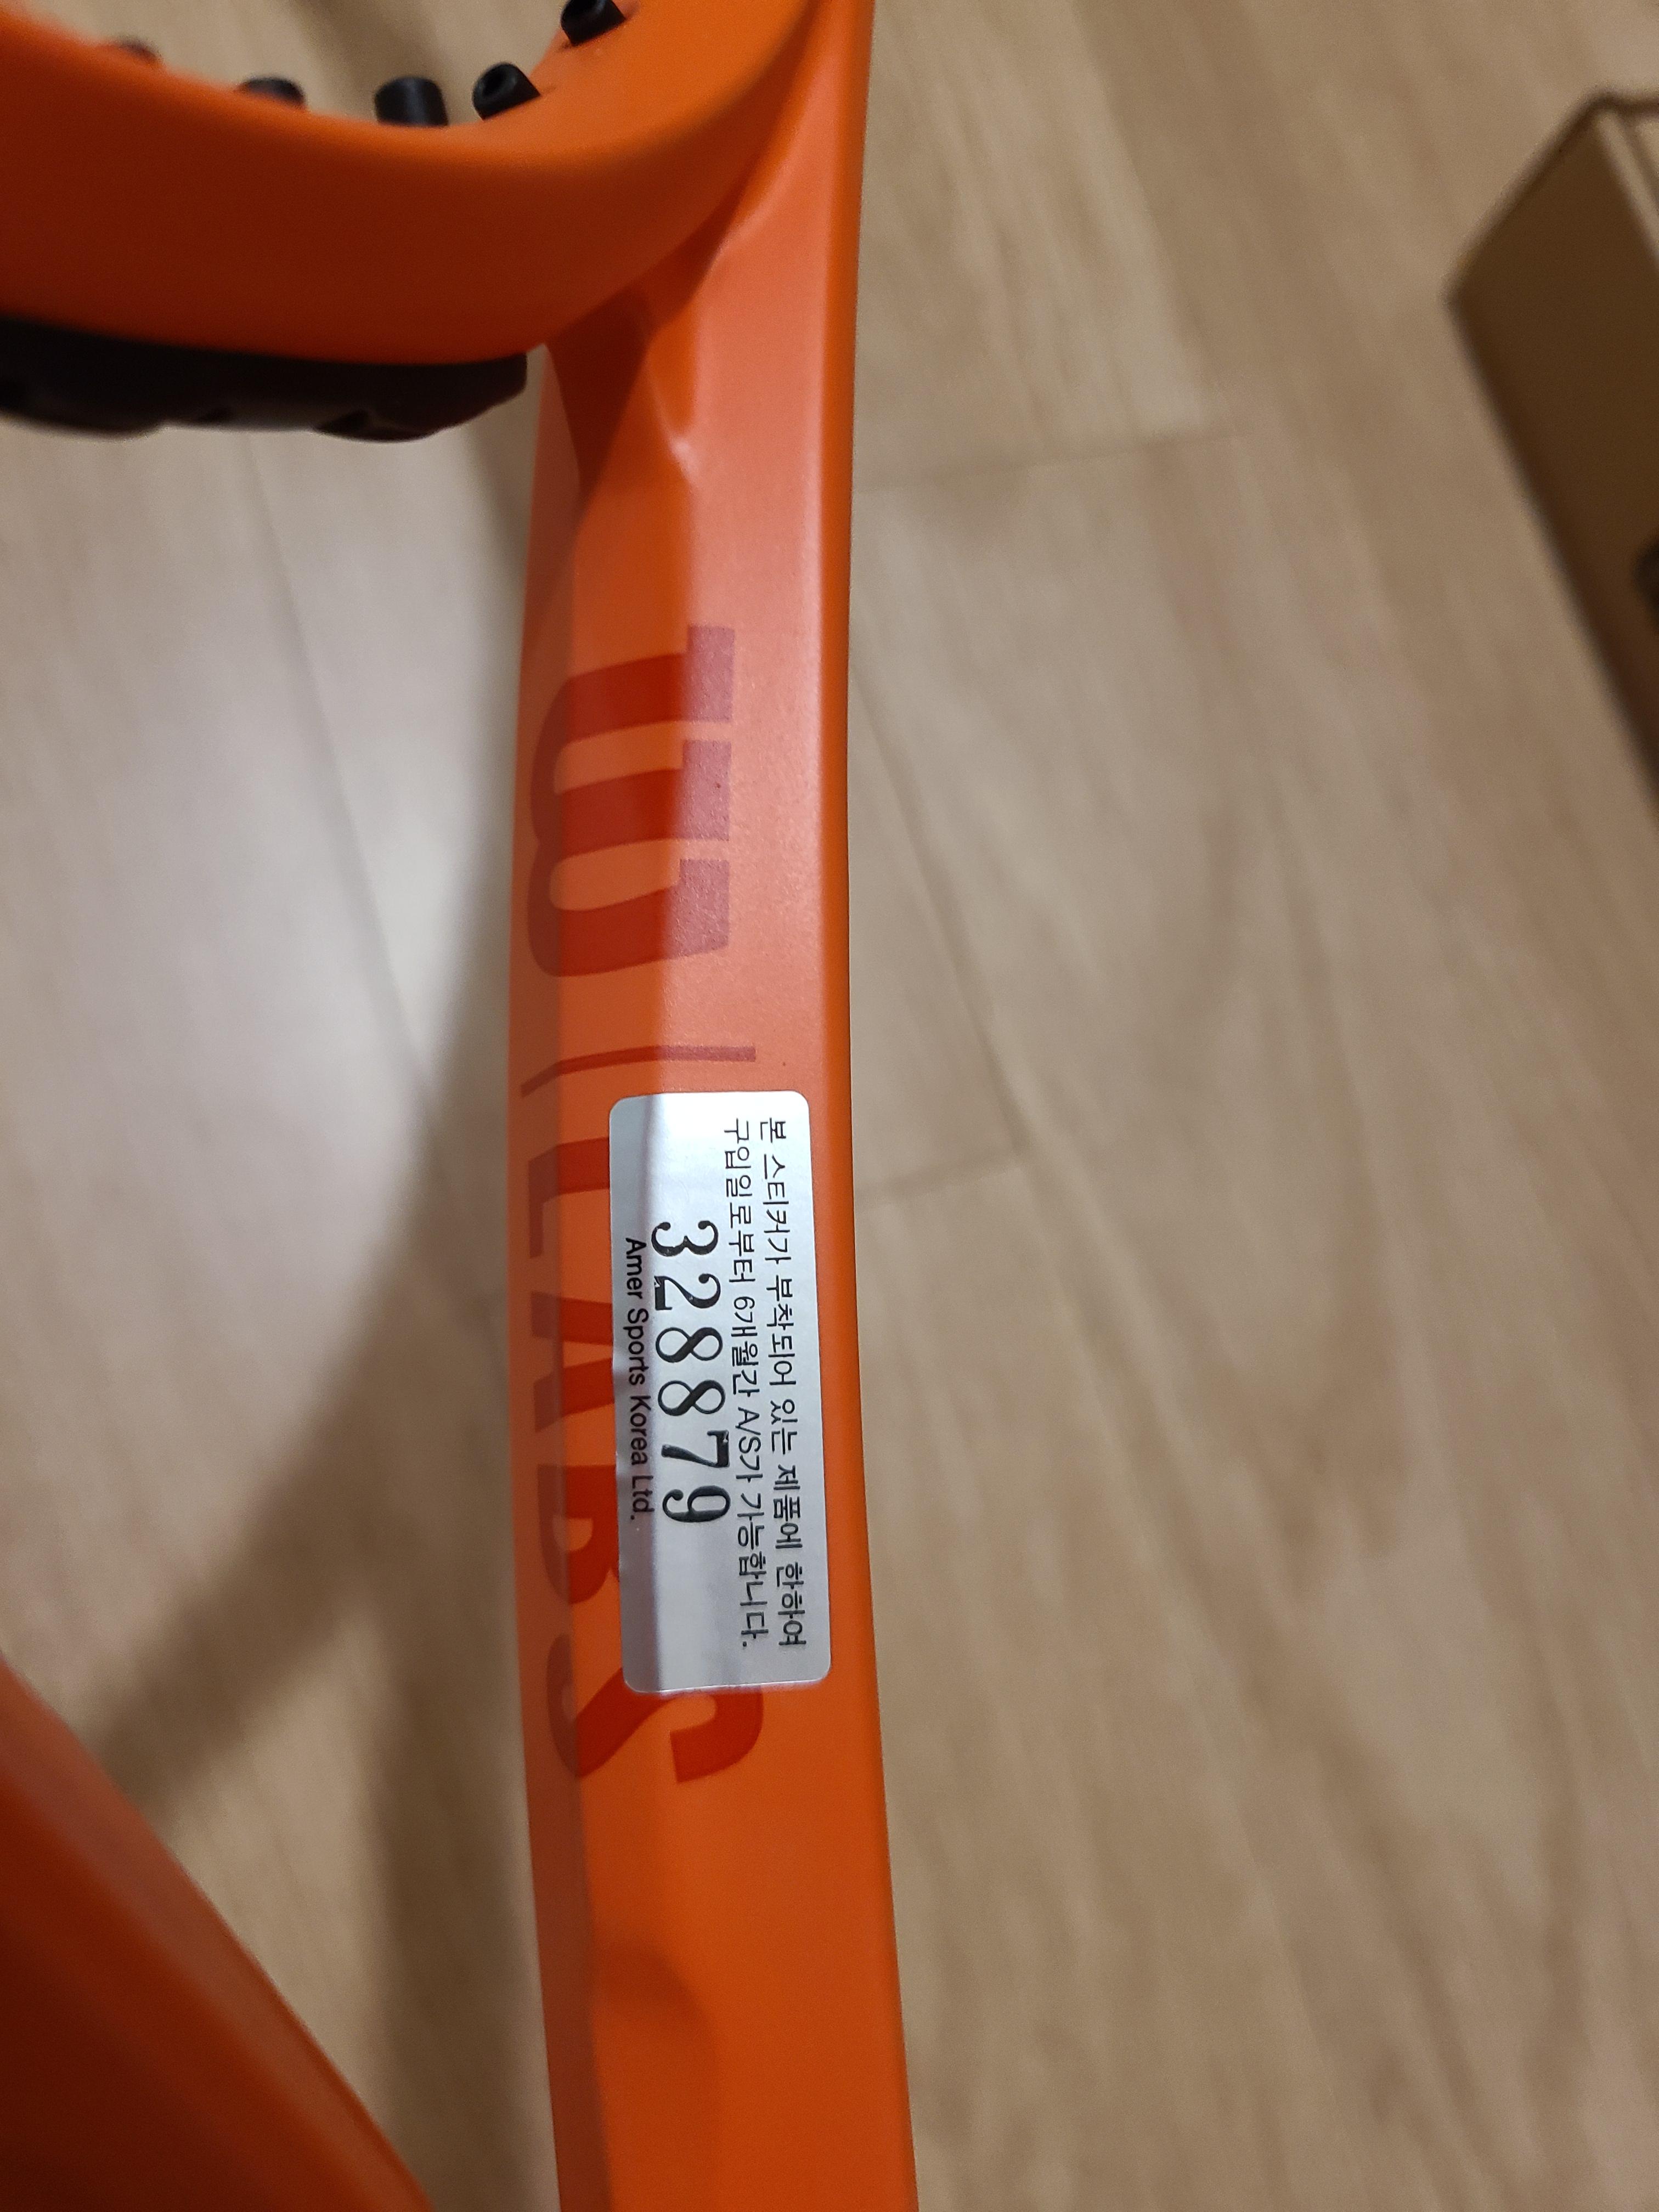 W | LABS
본 스티커가 부착되어 있는 제품에 한하여
구입일로부터 6개월간 A/S가 가능합니다.
328879
Amer Sports Korea Ltd.